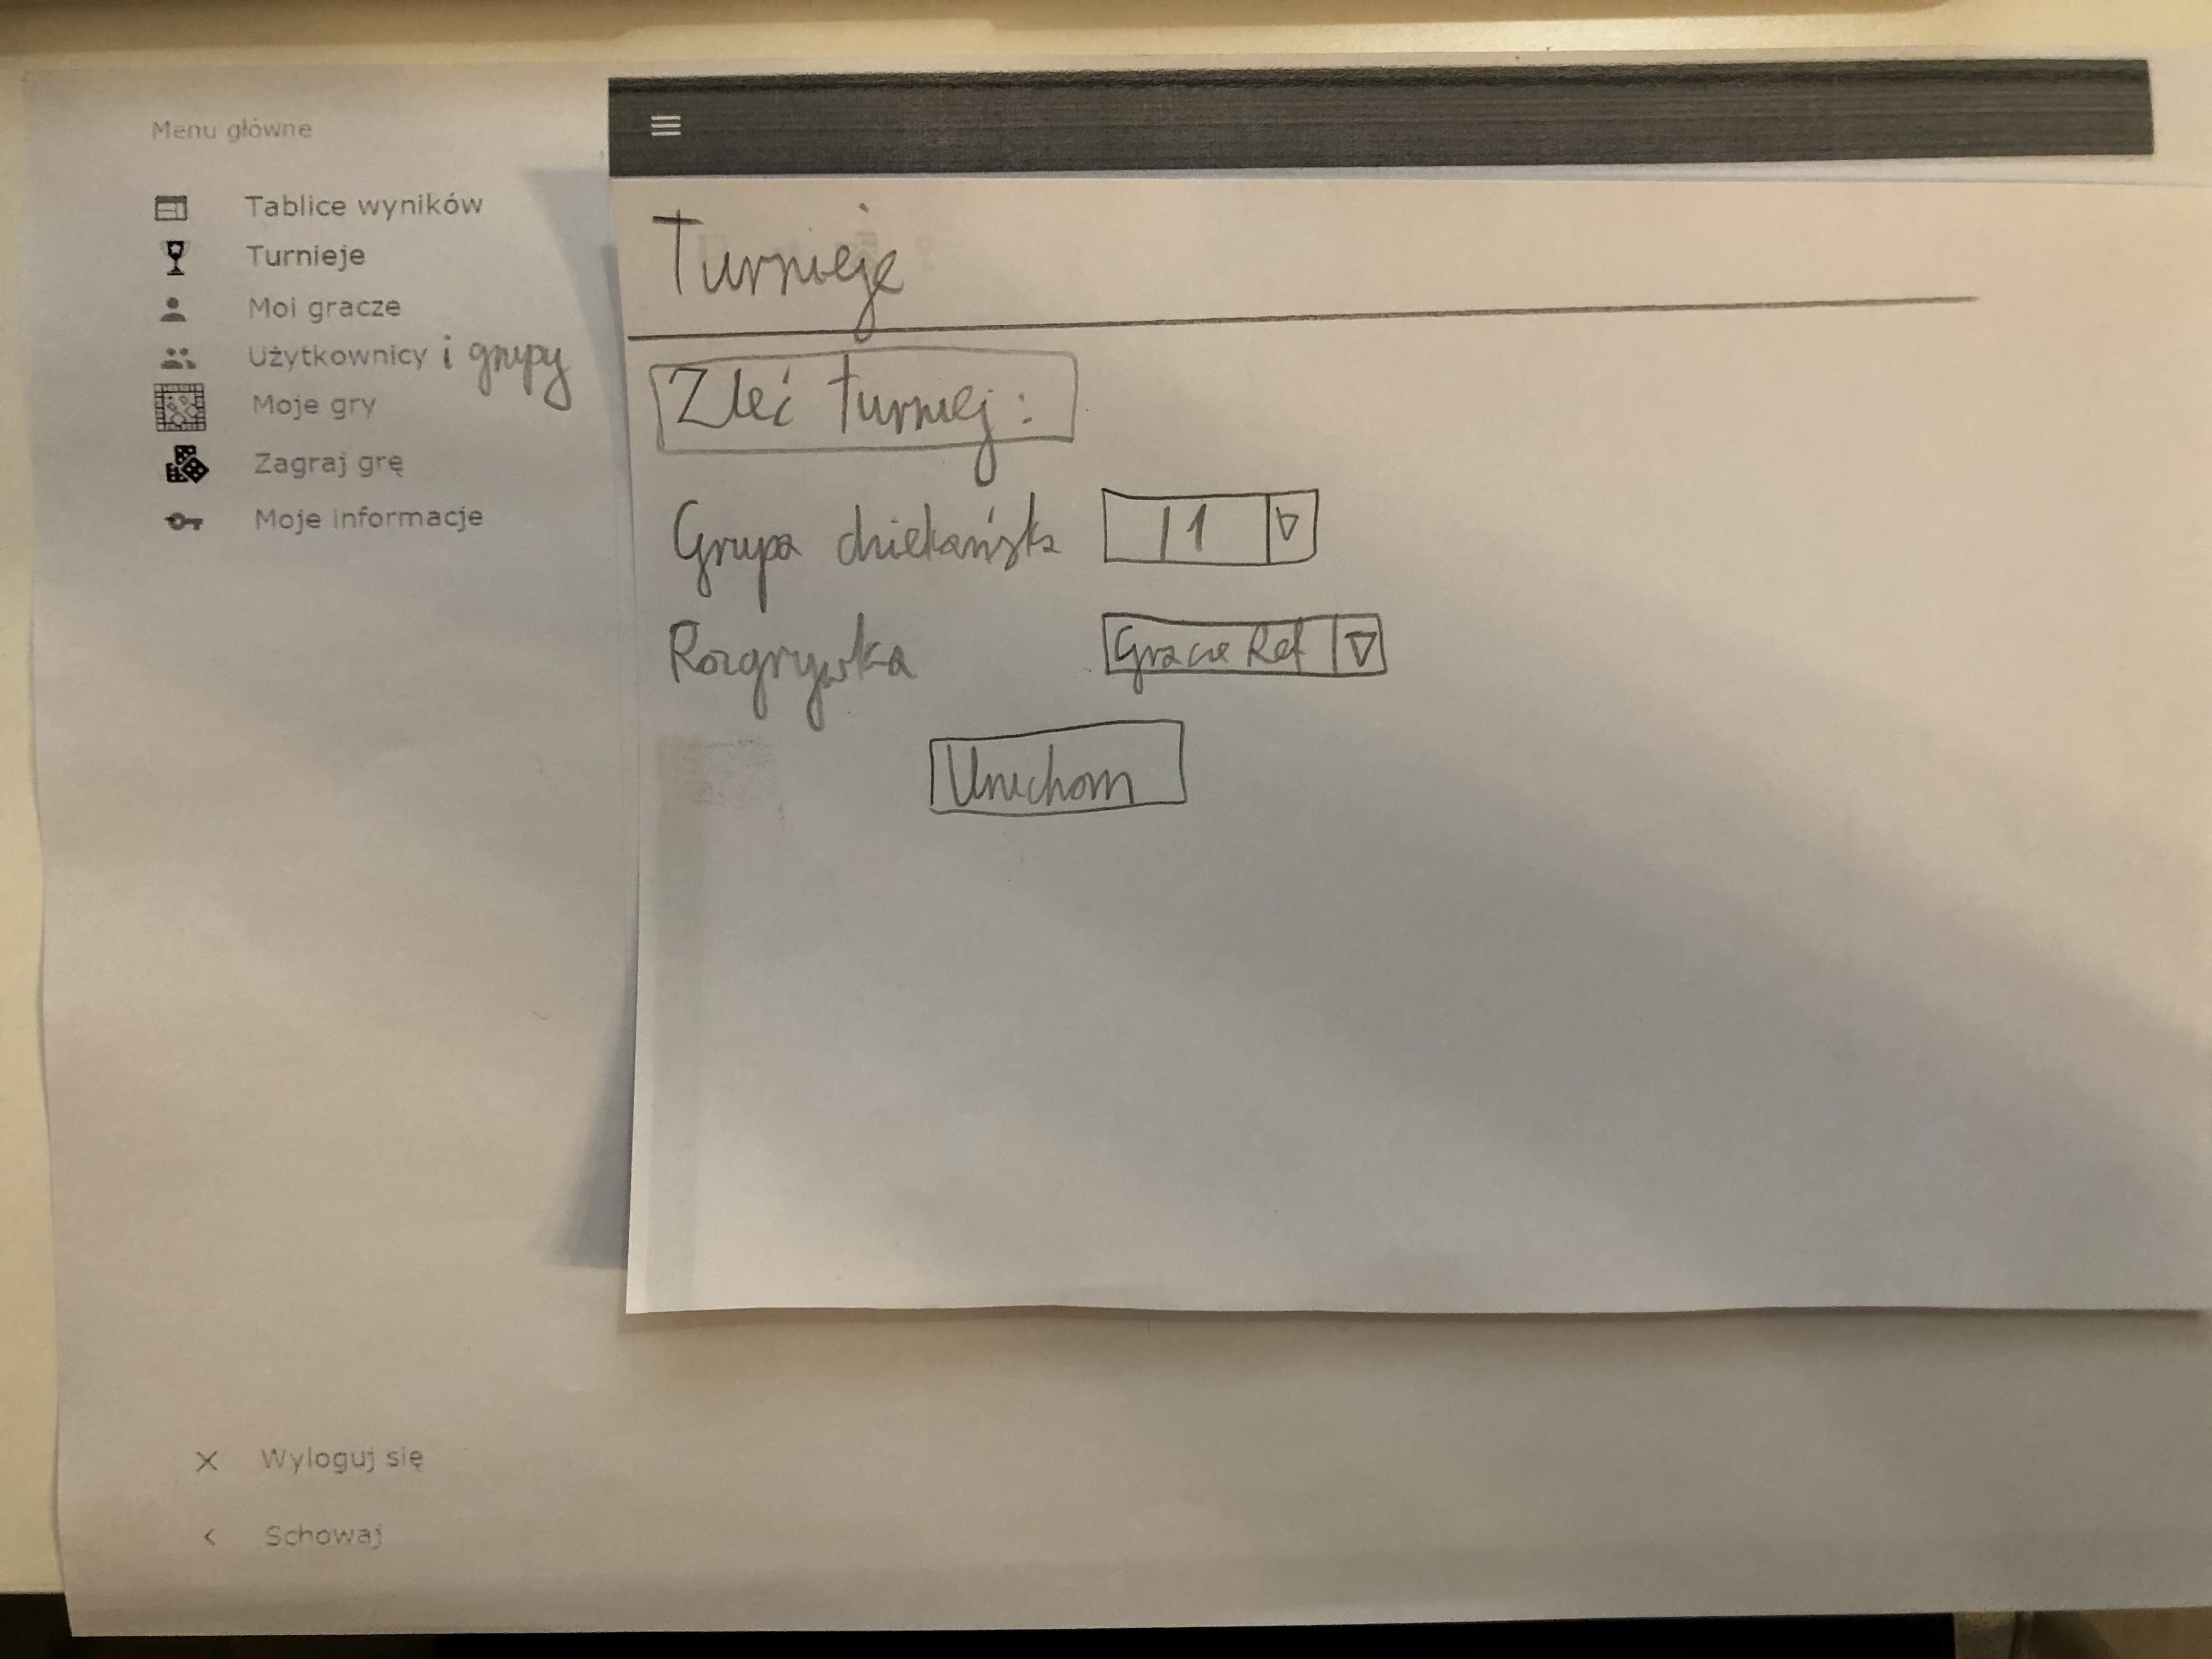 Menu główne
Tablice wyników
Turnieje
Moi gracze
Użytkownicy i grupy
Moje gry
Zagraj grę
Moje informacje
Wyloguj się
Schowaj
Turnieje
Zleć turniej:
Grupa dziekańska
11
Rozgrywka
Gracze Ref
Uruchom